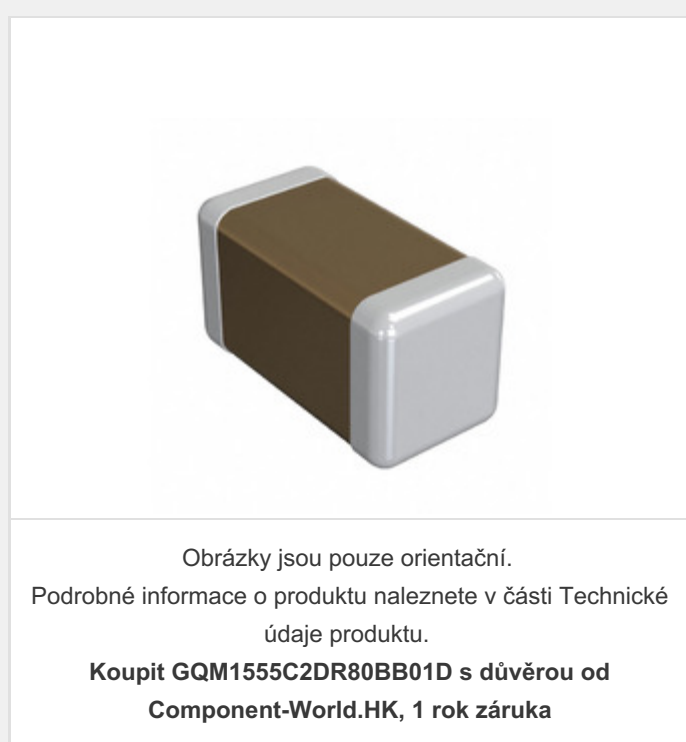 Obrázky jsou pouze orientační.
Podrobné informace o produktu naleznete v části Technické
údaje produktu.
Koupit GQM1555C2DR80BB01D s důvěrou od
Component-World.HK, 1 rok záruka